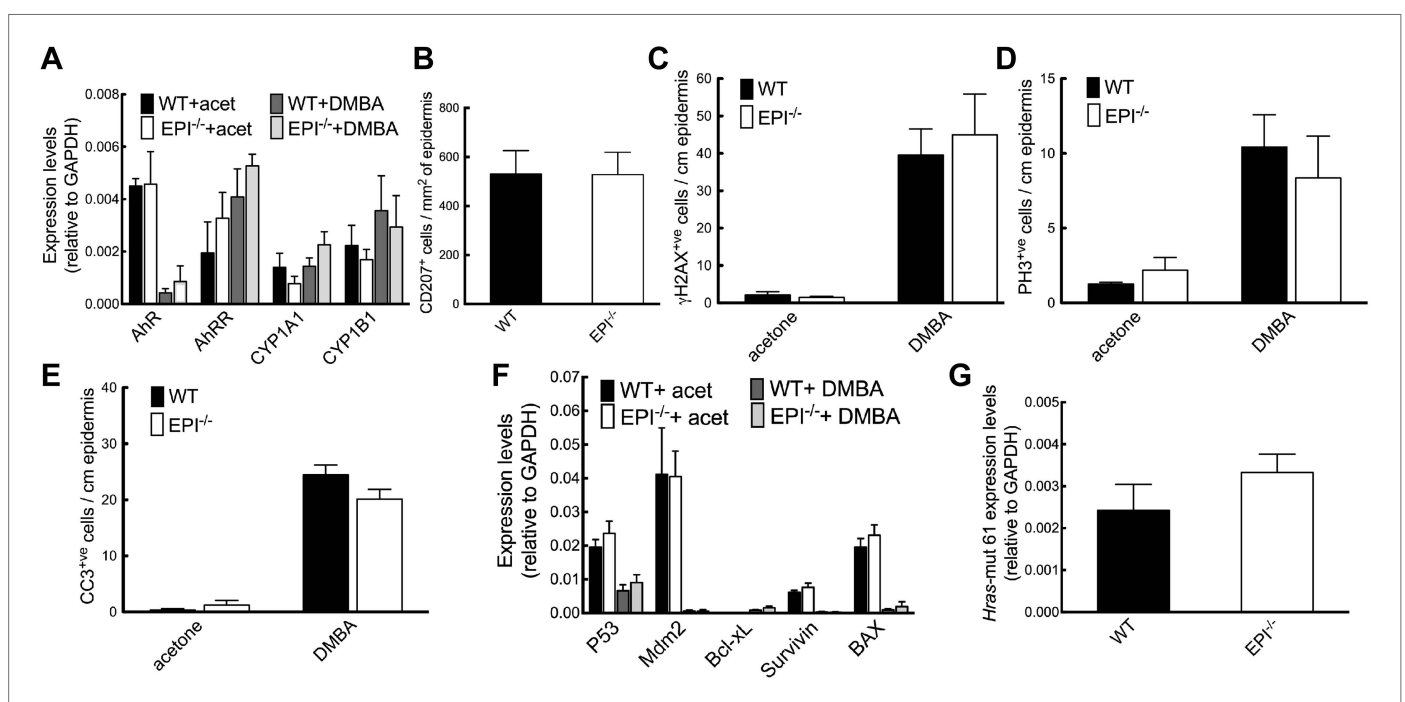 A
Expression levels
(relative to GAPDH)
0.008
0.006
0.004
0.002
0.000
WT+acet
EPI-/-+acet
WT+DMBA
EPI-/-+DMBA
AhR
AhRR
CYP1A1
CYP1B1
B
CD207+ cells / mm2 of epidermis
800
600
400
200
0
WT
EPI-/-
C
γH2AX+ve cells / cm epidermis
60
50
40
30
20
10
0
WT
EPI-/-
acetone
DMBA
D
PH3+ve cells / cm epidermis
15
10
5
0
WT
EPI-/-
acetone
DMBA
E
CC3+ve cells / cm epidermis
40
30
20
10
0
WT
EPI-/-
acetone
DMBA
F
Expression levels
(relative to GAPDH)
0.07
0.06
0.05
0.04
0.03
0.02
0.01
0.00
WT+ acet
EPI-/-+ acet
WT+ DMBA
EPI-/-+ DMBA
P53
Mdm2
Bcl-xL
Survivin
BAX
G
Hras-mut 61 expression levels
(relative to GAPDH)
0.005
0.004
0.003
0.002
0.001
0.000
WT
EPI-/-